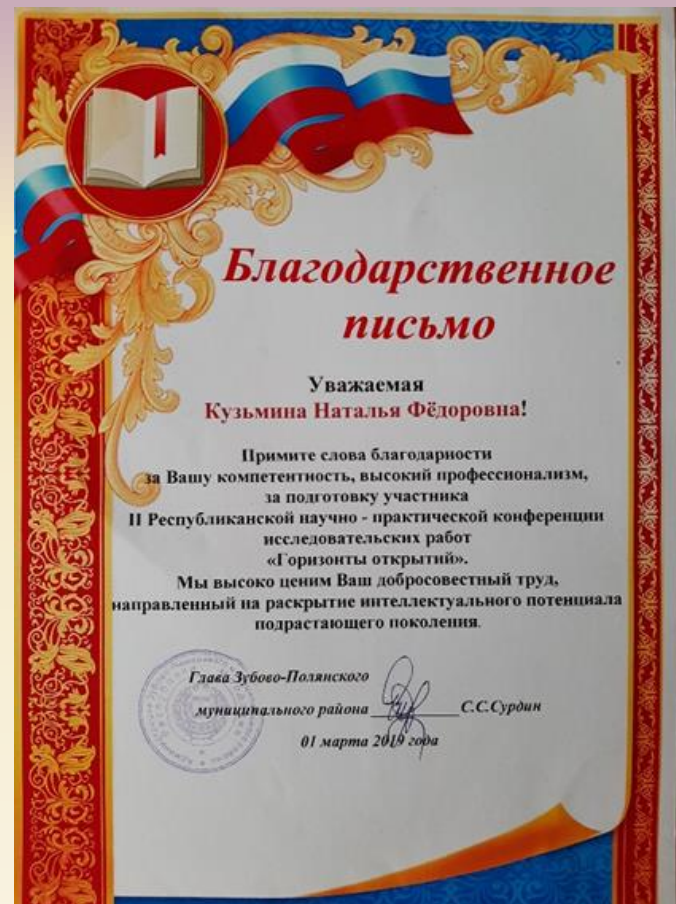 Благодарственное
письмо
Уважаемая
Кузьмина Наталья Фёдоровна!
Примите слова благодарности
за Вашу компетентность, высокий профессионализм,
за подготовку участника
II Республиканской научно - практической конференции
исследовательских работ
«Горизонты открытий».
Мы высоко ценим Ваш добросовестный труд,
направленный на раскрытие интеллектуального потенциала
подрастающего поколения.
Глава Зубово-Полянского
муниципального района С.С.Сурдин
01 марта 2019 года